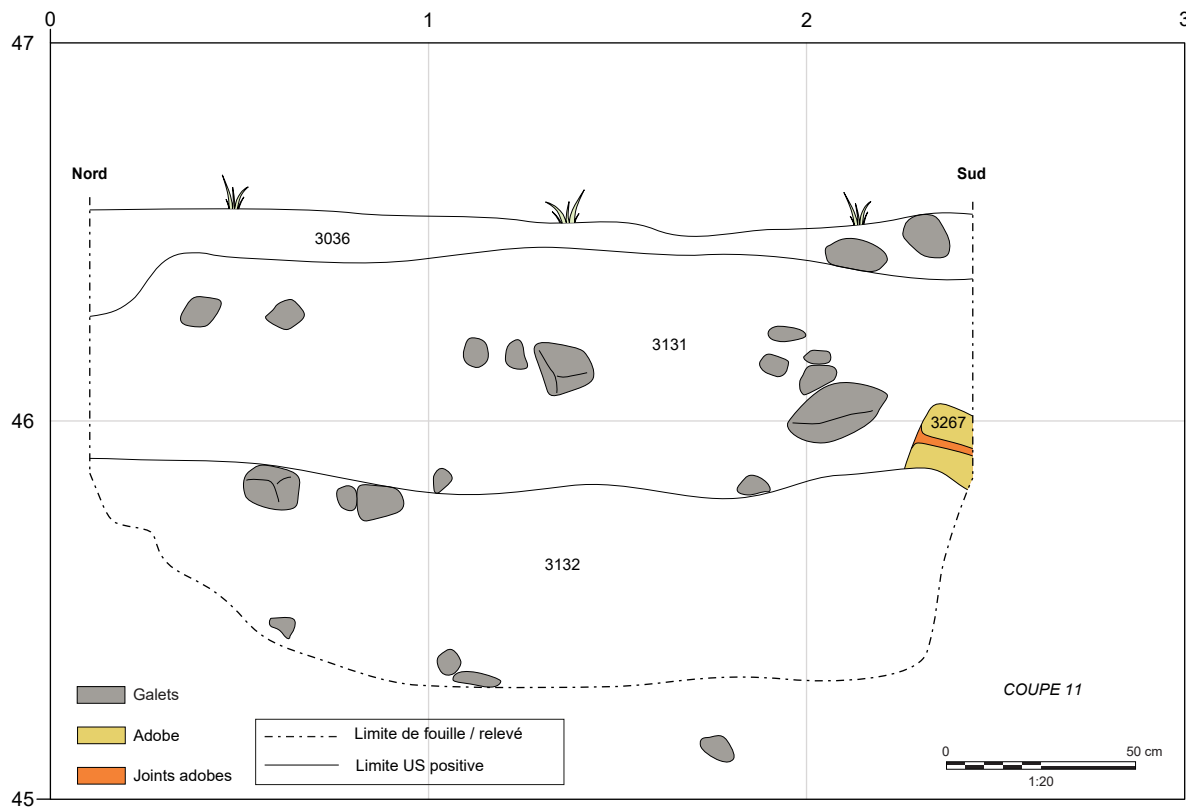 0 1 2 3
47
Nord Sud
3036
3131
46
3267
3132
Galets
COUPE 11
Adobe
Limite de fouille / relevé
0 50 cm
Joints adobes
Limite US positive
1:20
45